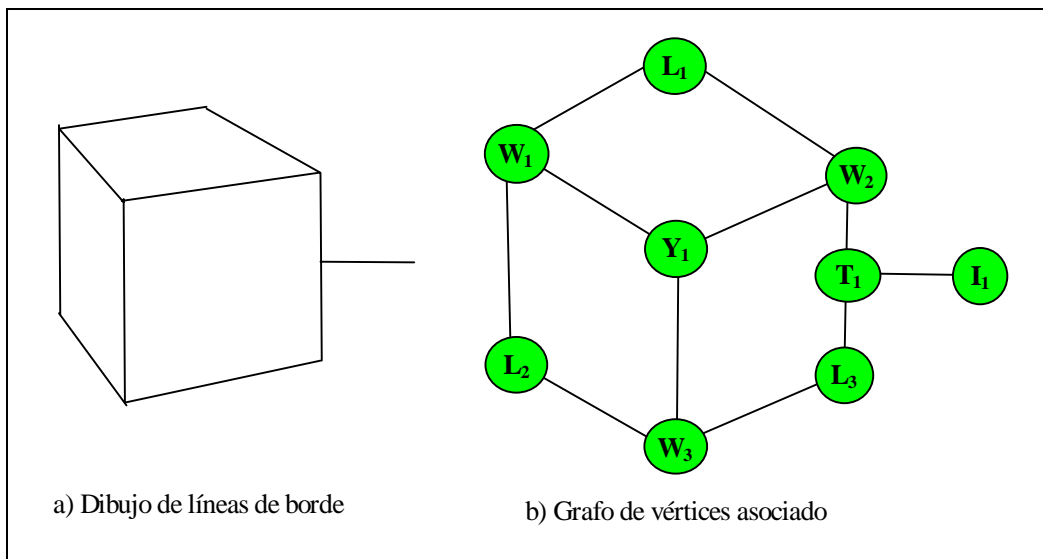 L₁
W₁
W₂
Y₁
T₁
I₁
L₂
L₃
W₃
a) Dibujo de líneas de borde
b) Grafo de vértices asociado